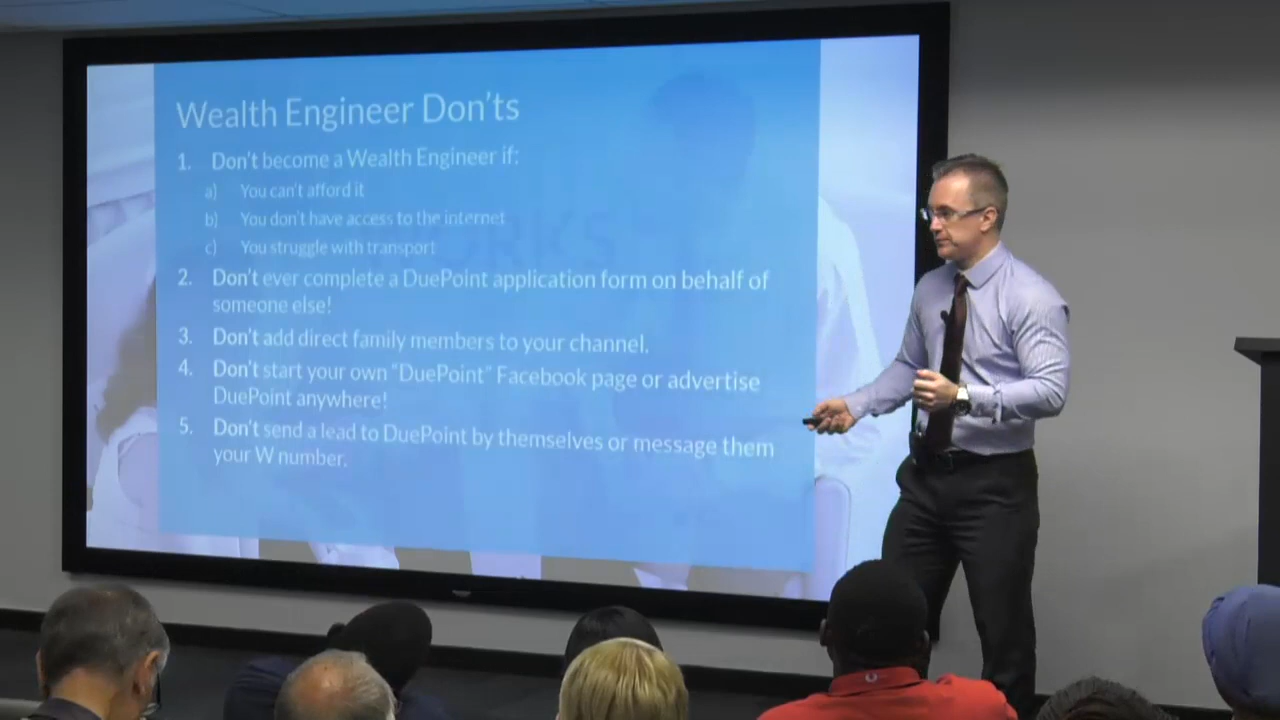 Wealth Engineer Don'ts
1. Don't become a Wealth Engineer if:
a) You can't afford it
b) You don't have access to the internet
c) You struggle with transport
2. Don't ever complete a DuePoint application form on behalf of
someone else!
3. Don't add direct family members to your channel.
4. Don't start your own "DuePoint" Facebook page or advertise
DuePoint anywhere!
5. Don't send a lead to DuePoint by themselves or message them
your W number.